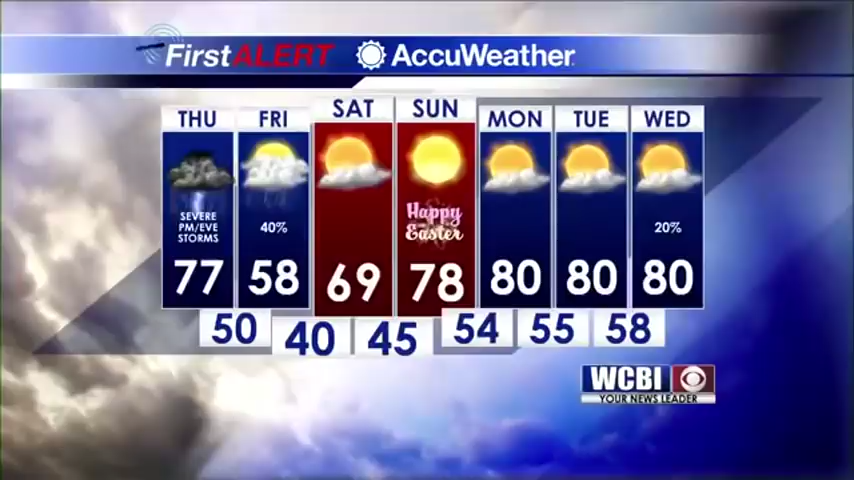 FirstALERT AccuWeather
THU FRI SAT SUN MON TUE WED
SEVERE
PM/EVE
STORMS
40%
Happy
Easter
20%
77 58 69 78 80 80 80
50 40 45 54 55 58
WCBI
YOUR NEWS LEADER